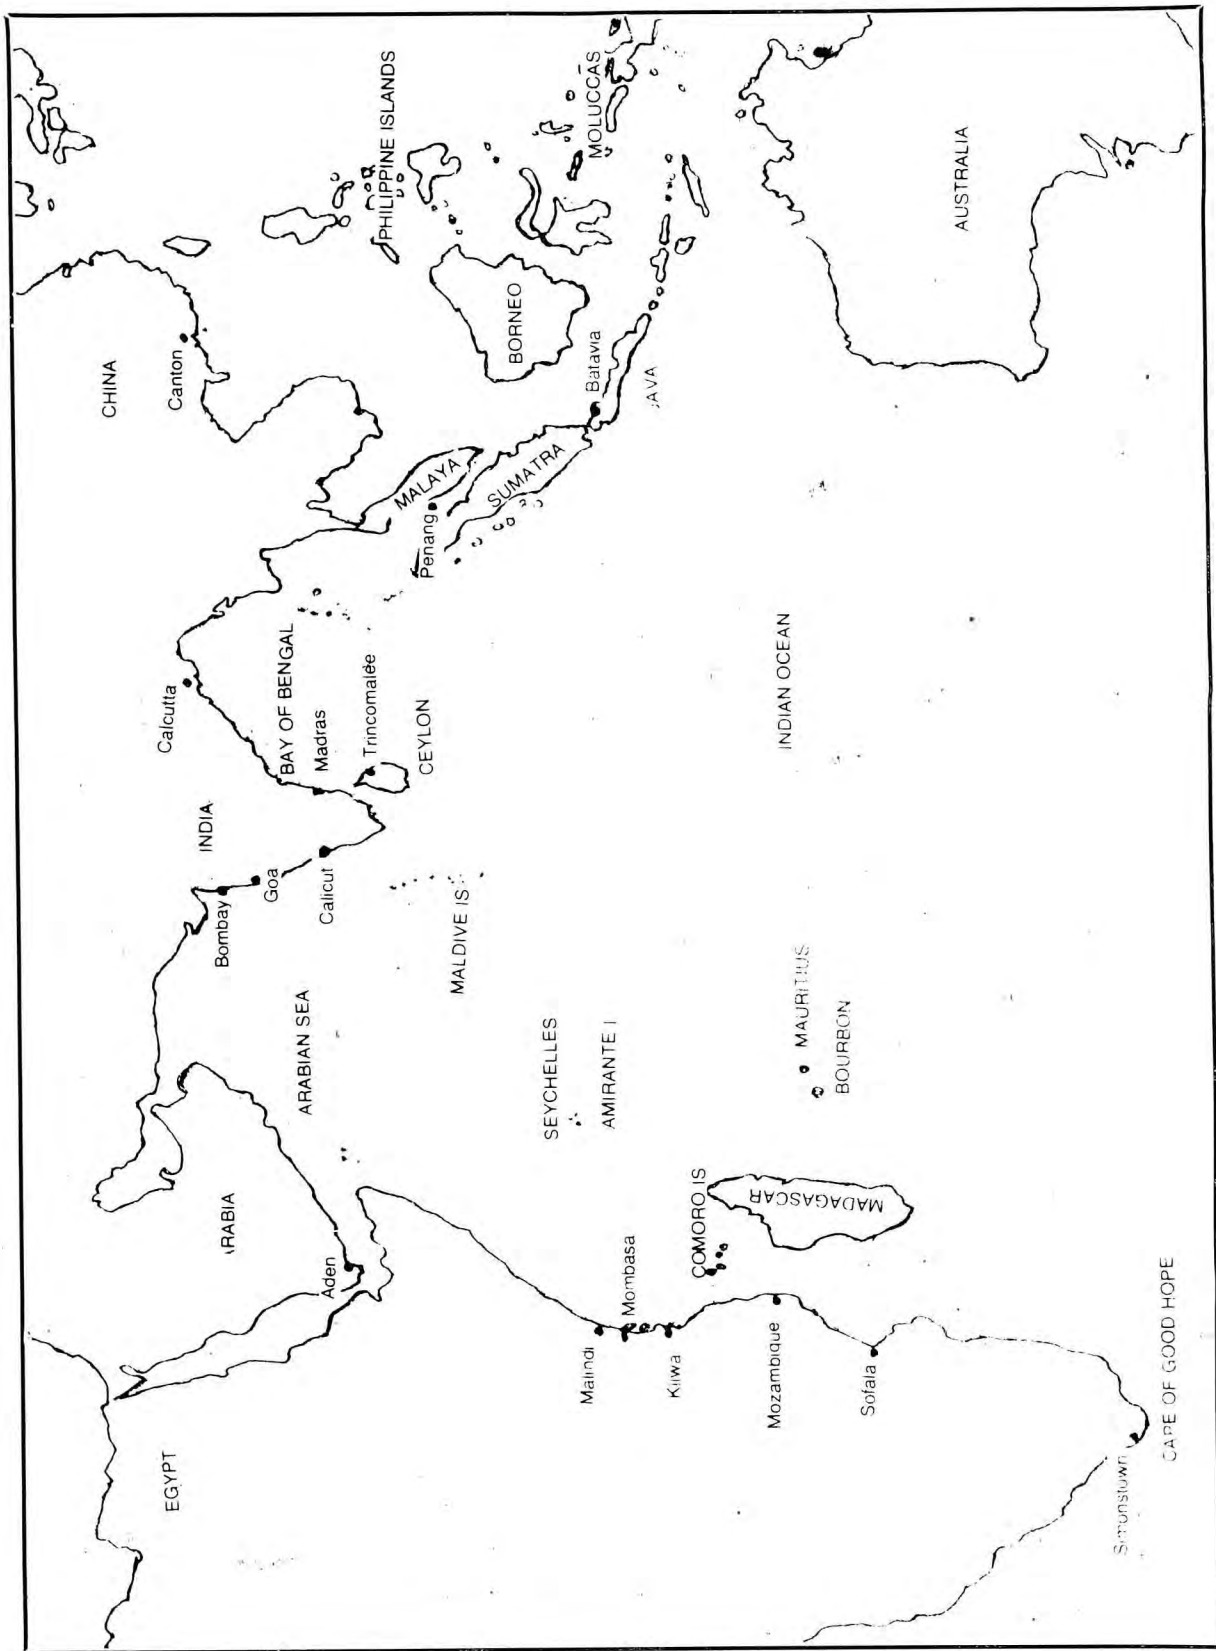 EGYPT
RABIA
Aden
ARABIAN SEA
INDIA
Bombay
Goa
Calicut
Calcutta
BAY OF BENGAL
Madras
Trincomalée
CEYLON
MALDIVE IS
CHINA
Canton
PHILIPPINE ISLANDS
MALAYA
Penang
SUMATRA
BORNEO
MOLUCCAS
Batavia
AVA
SEYCHELLES
AMIRANTE I
Malindi
Mombasa
Kilwa
COMORO IS
Mozambique
MADAGASCAR
MAURITIUS
BOURBON
INDIAN OCEAN
AUSTRALIA
Sofala
Simonstown
CAPE OF GOOD HOPE